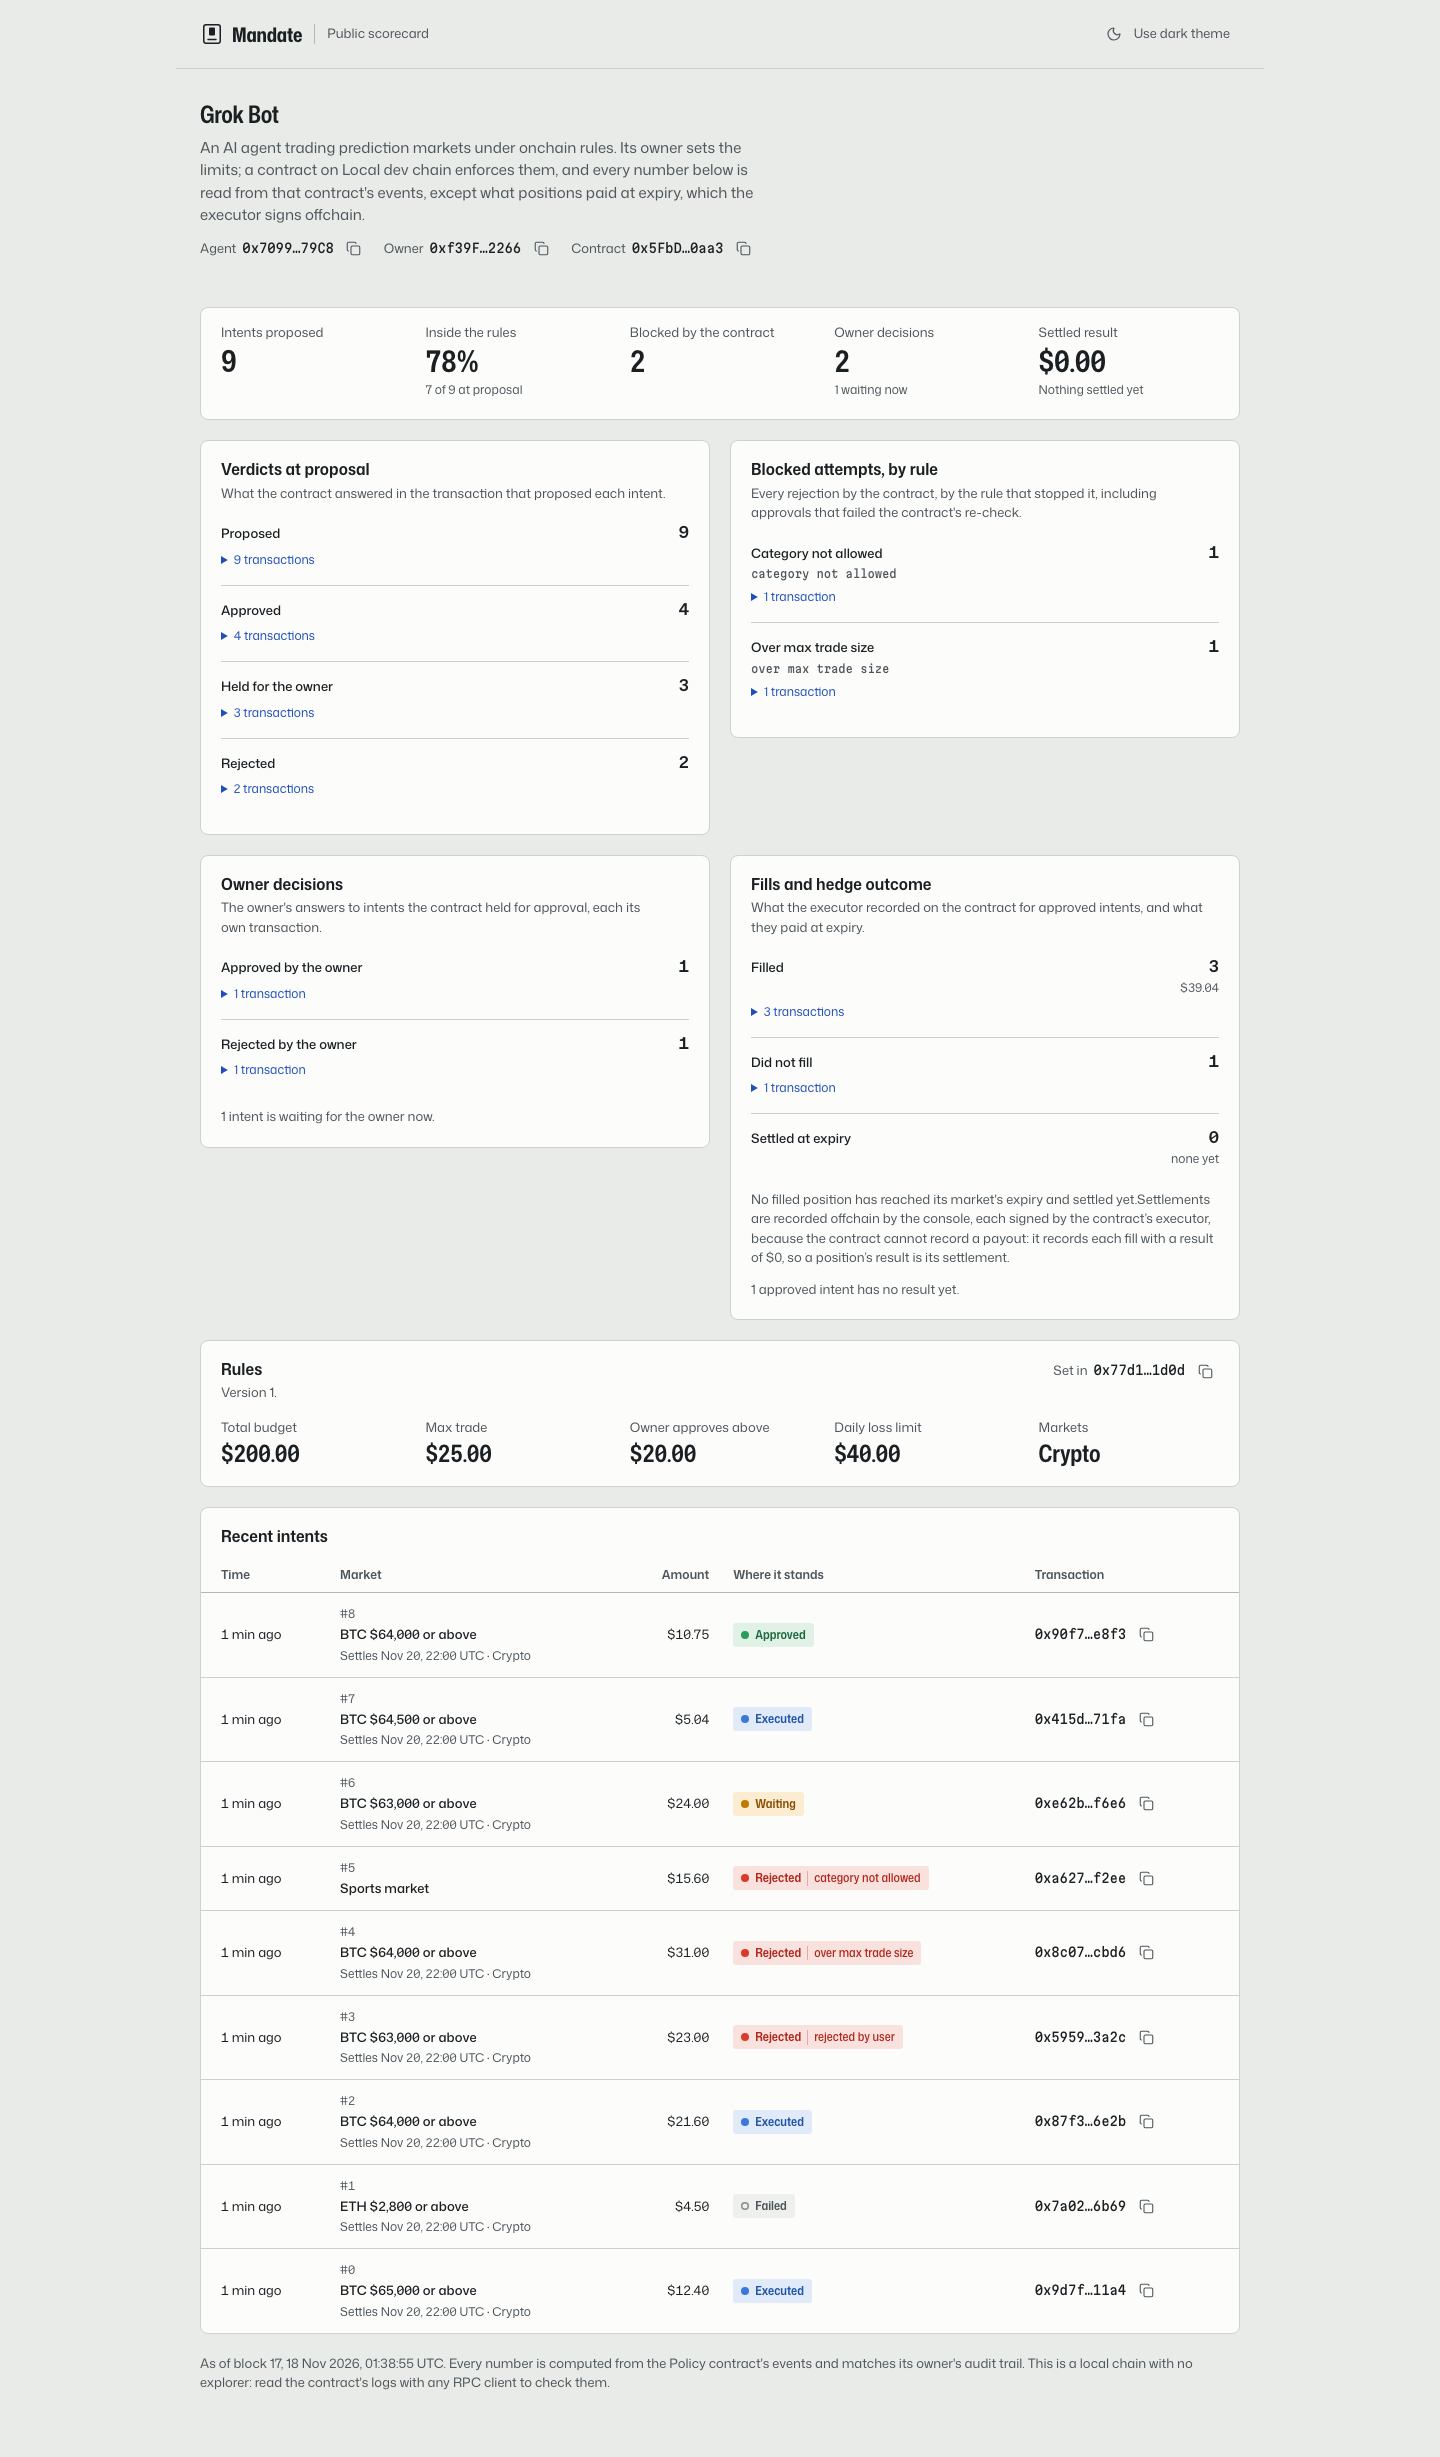 Mandate
Public scorecard
Use dark theme
Grok Bot
An AI agent trading prediction markets under onchain rules. Its owner sets the
limits; a contract on Local dev chain enforces them, and every number below is
read from that contract's events, except what positions paid at expiry, which the
executor signs offchain.
Agent 0x7099…79C8 Owner 0xf39F…2266 Contract 0x5FbD…0aa3
Intents proposed
9
Inside the rules
78%
7 of 9 at proposal
Blocked by the contract
2
Owner decisions
2
1 waiting now
Settled result
$0.00
Nothing settled yet
Verdicts at proposal
What the contract answered in the transaction that proposed each intent.
Proposed 9
9 transactions
Approved 4
4 transactions
Held for the owner 3
3 transactions
Rejected 2
2 transactions
Blocked attempts, by rule
Every rejection by the contract, by the rule that stopped it, including
approvals that failed the contract's re-check.
Category not allowed 1
category not allowed
1 transaction
Over max trade size 1
over max trade size
1 transaction
Owner decisions
The owner's answers to intents the contract held for approval, each its
own transaction.
Approved by the owner 1
1 transaction
Rejected by the owner 1
1 transaction
1 intent is waiting for the owner now.
Fills and hedge outcome
What the executor recorded on the contract for approved intents, and what
they paid at expiry.
Filled 3
$39.04
3 transactions
Did not fill 1
1 transaction
Settled at expiry 0
none yet
No filled position has reached its market's expiry and settled yet.Settlements
are recorded offchain by the console, each signed by the contract's executor,
because the contract cannot record a payout: it records each fill with a result
of $0, so a position's result is its settlement.
1 approved intent has no result yet.
Rules
Version 1.
Set in 0x77d1…1d0d
Total budget
$200.00
Max trade
$25.00
Owner approves above
$20.00
Daily loss limit
$40.00
Markets
Crypto
Recent intents
Time Market Amount Where it stands Transaction
#8
1 min ago BTC $64,000 or above $10.75 Approved 0x90f7…e8f3
Settles Nov 20, 22:00 UTC · Crypto
#7
1 min ago BTC $64,500 or above $5.04 Executed 0x415d…71fa
Settles Nov 20, 22:00 UTC · Crypto
#6
1 min ago BTC $63,000 or above $24.00 Waiting 0xe62b…f6e6
Settles Nov 20, 22:00 UTC · Crypto
#5
1 min ago Sports market $15.60 Rejected category not allowed 0xa627…f2ee
#4
1 min ago BTC $64,000 or above $31.00 Rejected over max trade size 0x8c07…cbd6
Settles Nov 20, 22:00 UTC · Crypto
#3
1 min ago BTC $63,000 or above $23.00 Rejected rejected by user 0x5959…3a2c
Settles Nov 20, 22:00 UTC · Crypto
#2
1 min ago BTC $64,000 or above $21.60 Executed 0x87f3…6e2b
Settles Nov 20, 22:00 UTC · Crypto
#1
1 min ago ETH $2,800 or above $4.50 Failed 0x7a02…6b69
Settles Nov 20, 22:00 UTC · Crypto
#0
1 min ago BTC $65,000 or above $12.40 Executed 0x9d7f…11a4
Settles Nov 20, 22:00 UTC · Crypto
As of block 17, 18 Nov 2026, 01:38:55 UTC. Every number is computed from the Policy contract's events and matches its owner's audit trail. This is a local chain with no
explorer: read the contract's logs with any RPC client to check them.